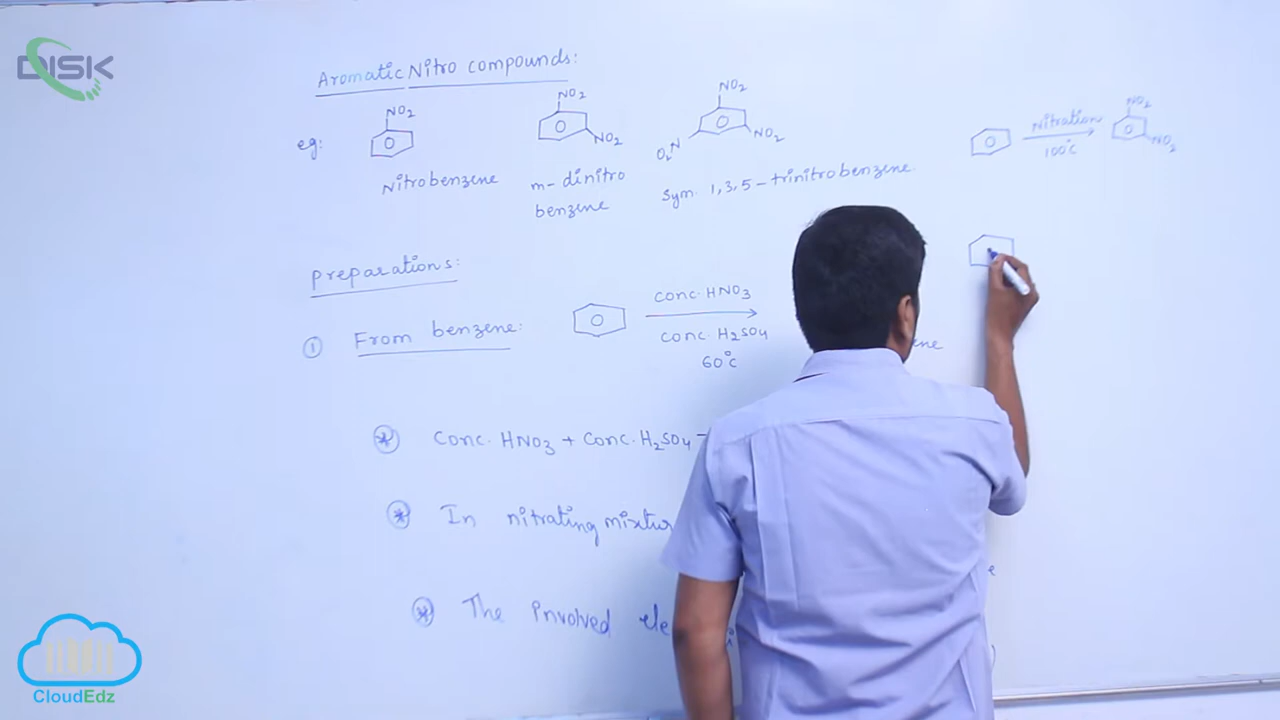 DISK
Aromatic Nitro compounds:
eg:
NO2
NO2
NO2
NO2
O2N
NO2
Nitrobenzene
m- dinitro
benzene
Sym. 1,3,5 - trinitrobenzene.
Nitration
100°C
NO2
NO2
preparations:
① From benzene:
Conc. HNO3
Conc. H2SO4
60°C
Conc. HNO3 + Conc. H2SO4
In nitrating
The involved
CloudEdz